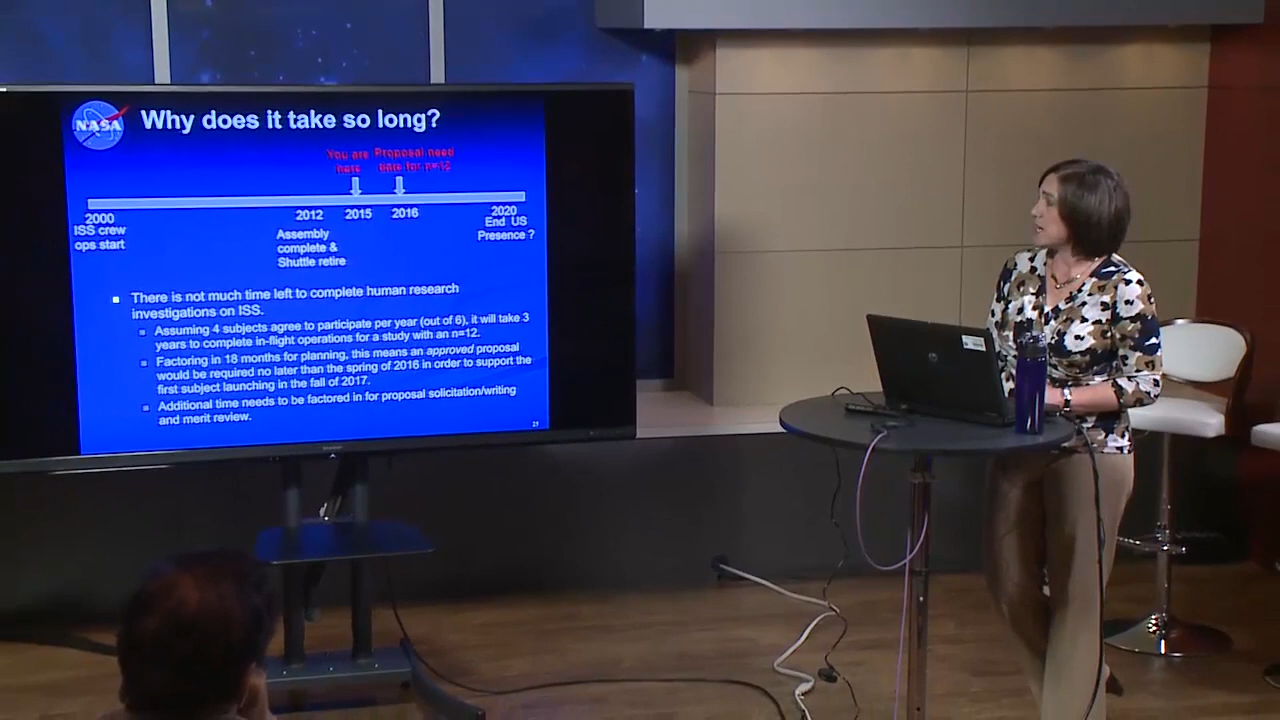 NASA
Why does it take so long?
You are
here
Proposal need
date for n=12
2000
ISS crew
ops start
2012
Assembly
complete &
Shuttle retire
2015
2016
2020
End US
Presence ?
There is not much time left to complete human research
investigations on ISS.
Assuming 4 subjects agree to participate per year (out of 6), it will take 3
years to complete in-flight operations for a study with an n=12.
Factoring in 18 months for planning, this means an approved proposal
would be required no later than the spring of 2016 in order to support the
first subject launching in the fall of 2017.
Additional time needs to be factored in for proposal solicitation/writing
and merit review.